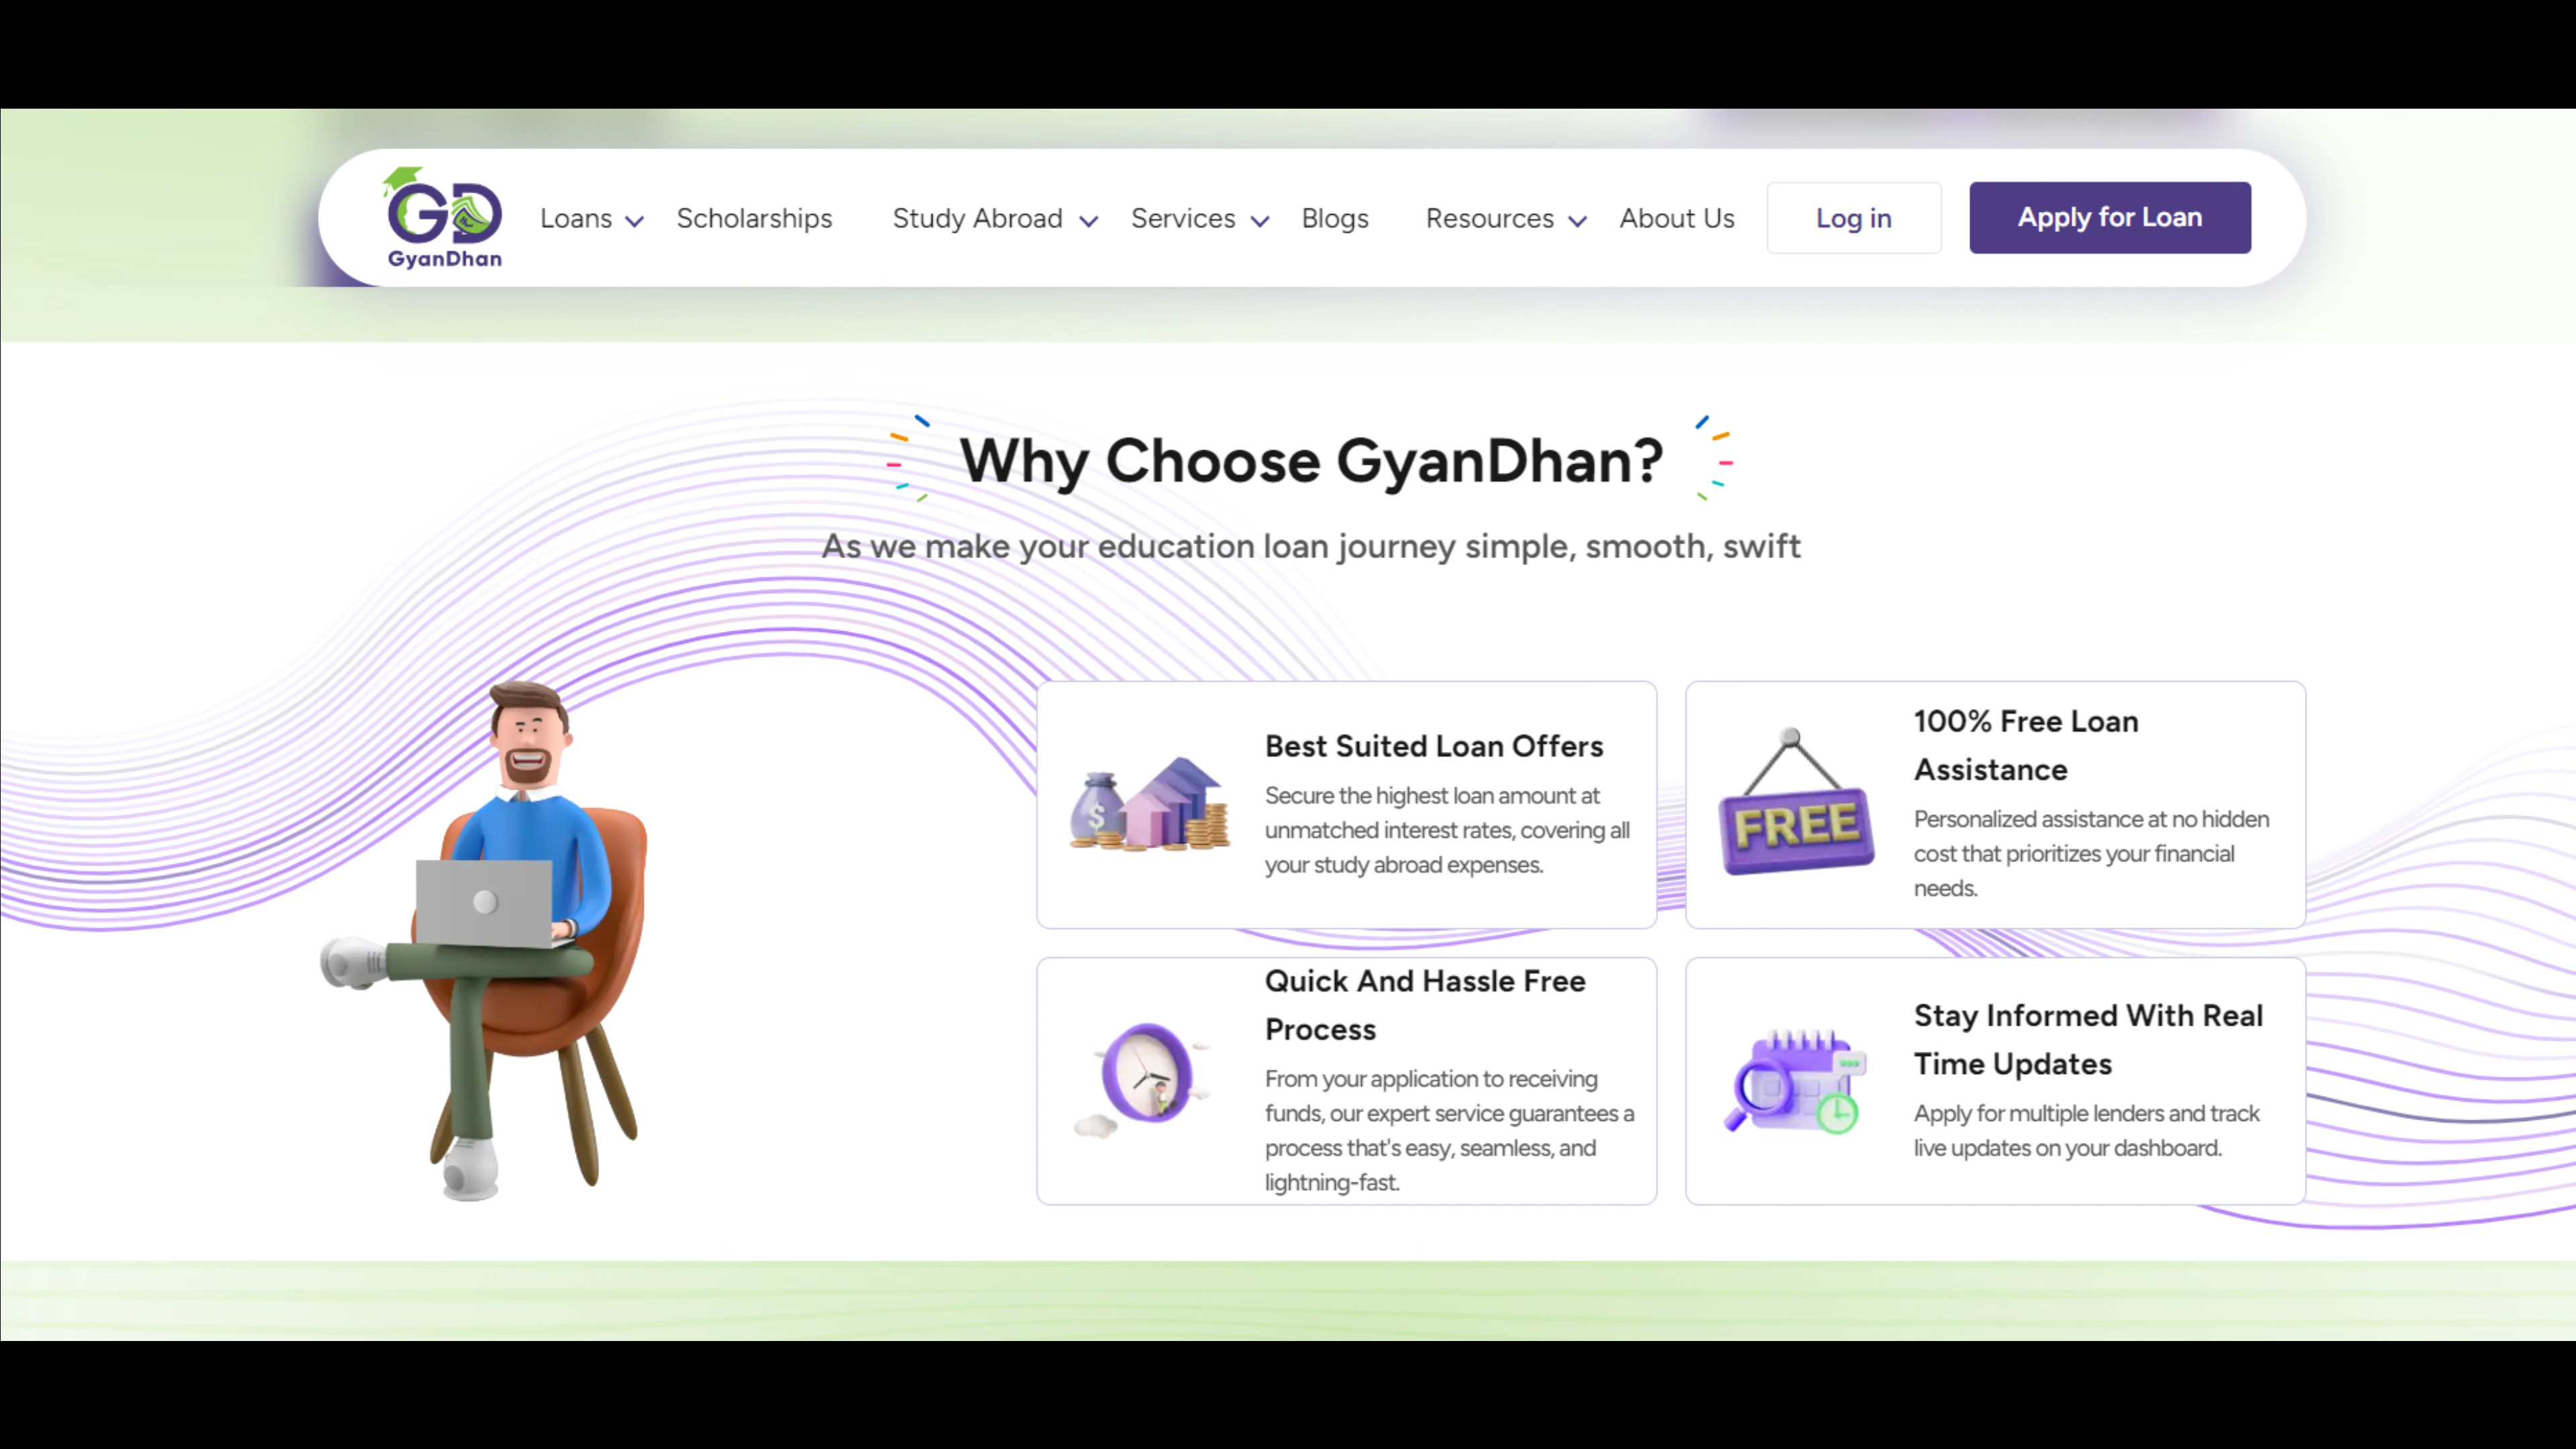 GD
GyanDhan
Loans
Scholarships
Study Abroad
Services
Blogs
Resources
About Us
Log in
Apply for Loan
Why Choose GyanDhan?
As we make your education loan journey simple, smooth, swift
Best Suited Loan Offers
Secure the highest loan amount at
unmatched interest rates, covering all
your study abroad expenses.
$
100% Free Loan
Assistance
Personalized assistance at no hidden
cost that prioritizes your financial
needs.
FREE
Quick And Hassle Free
Process
From your application to receiving
funds, our expert service guarantees a
process that's easy, seamless, and
lightning-fast.
Stay Informed With Real
Time Updates
Apply for multiple lenders and track
live updates on your dashboard.